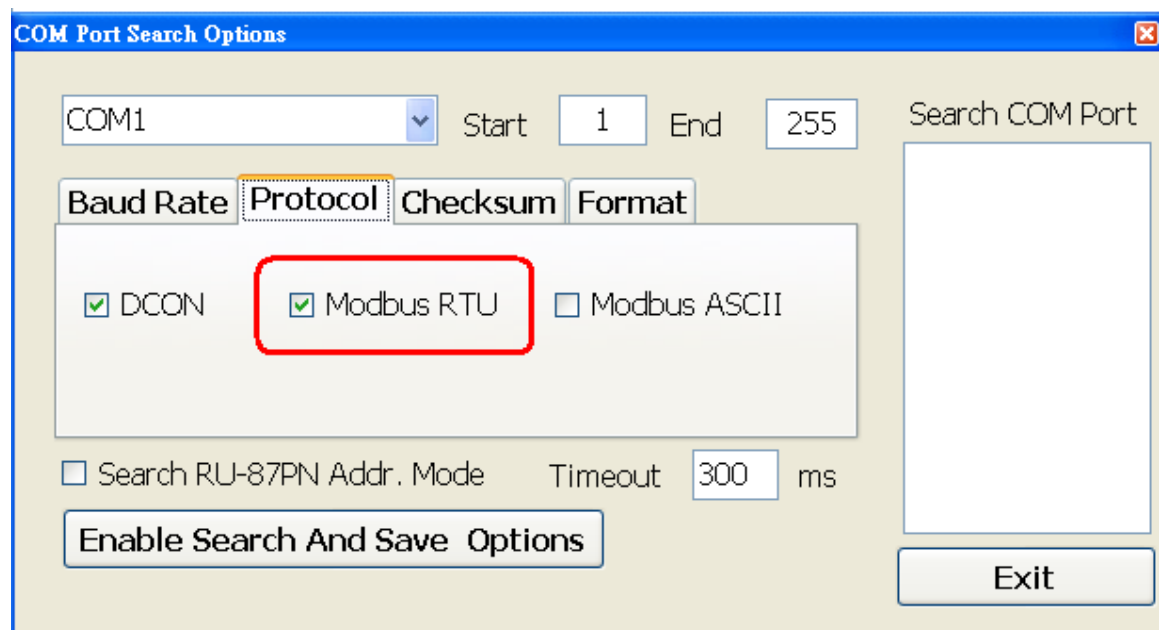 COM Port Search Options
COM1 Start 1 End 255 Search COM Port
Baud Rate Protocol Checksum Format
DCON Modbus RTU Modbus ASCII
Search RU-87PN Addr. Mode Timeout 300 ms
Enable Search And Save Options
Exit